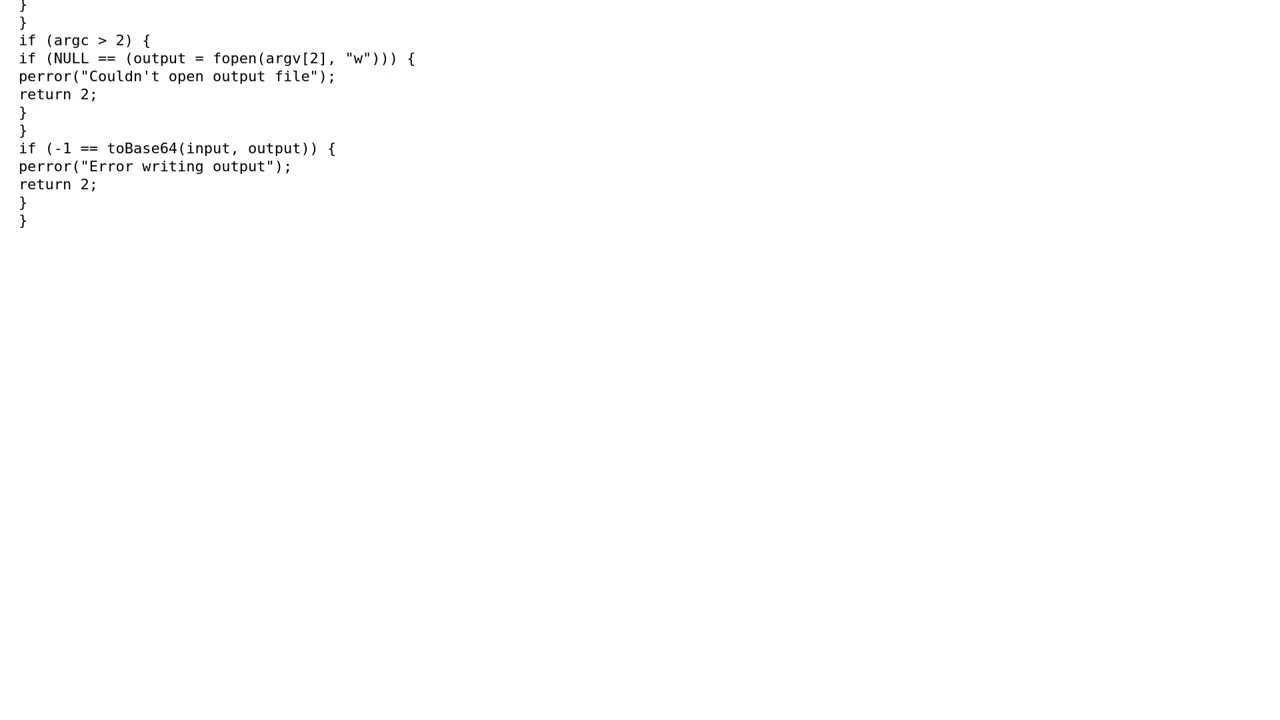 }
}
if (argc > 2) {
if (NULL == (output = fopen(argv[2], "w"))) {
perror("Couldn't open output file");
return 2;
}
}
if (-1 == toBase64(input, output)) {
perror("Error writing output");
return 2;
}
}